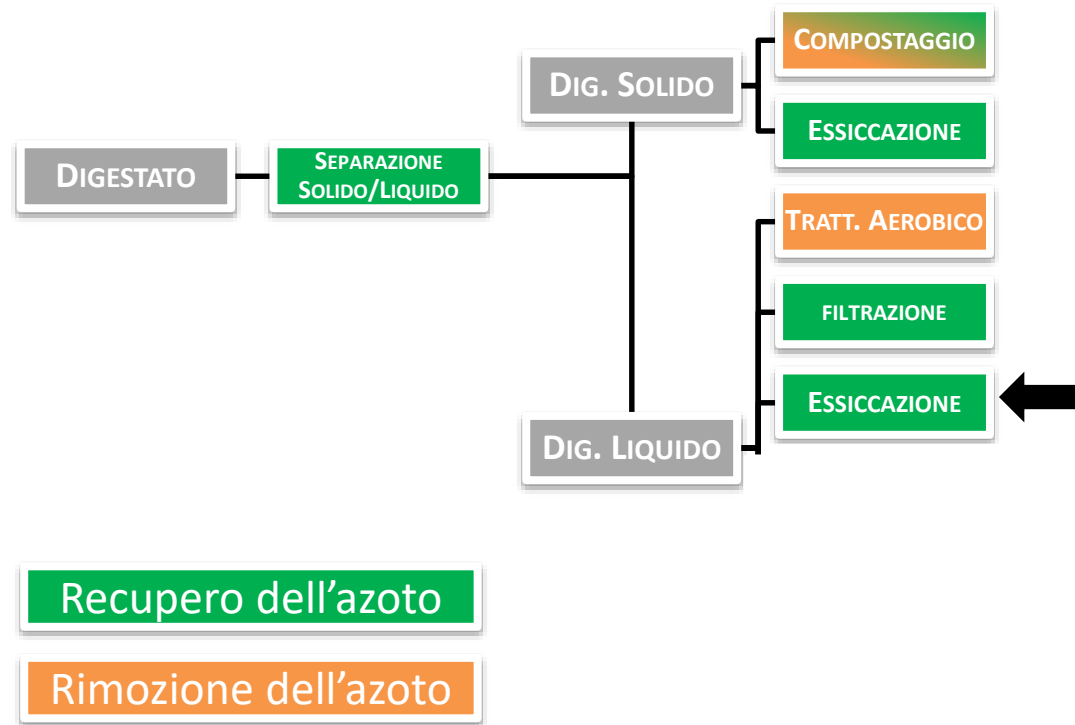 DIGESTATO
SEPARAZIONE
SOLIDO/LIQUIDO
DIG. SOLIDO
COMPOSTAGGIO
ESSICCAZIONE
DIG. LIQUIDO
TRATT. AEROBICO
FILTRAZIONE
ESSICCAZIONE
Recupero dell'azoto
Rimozione dell'azoto